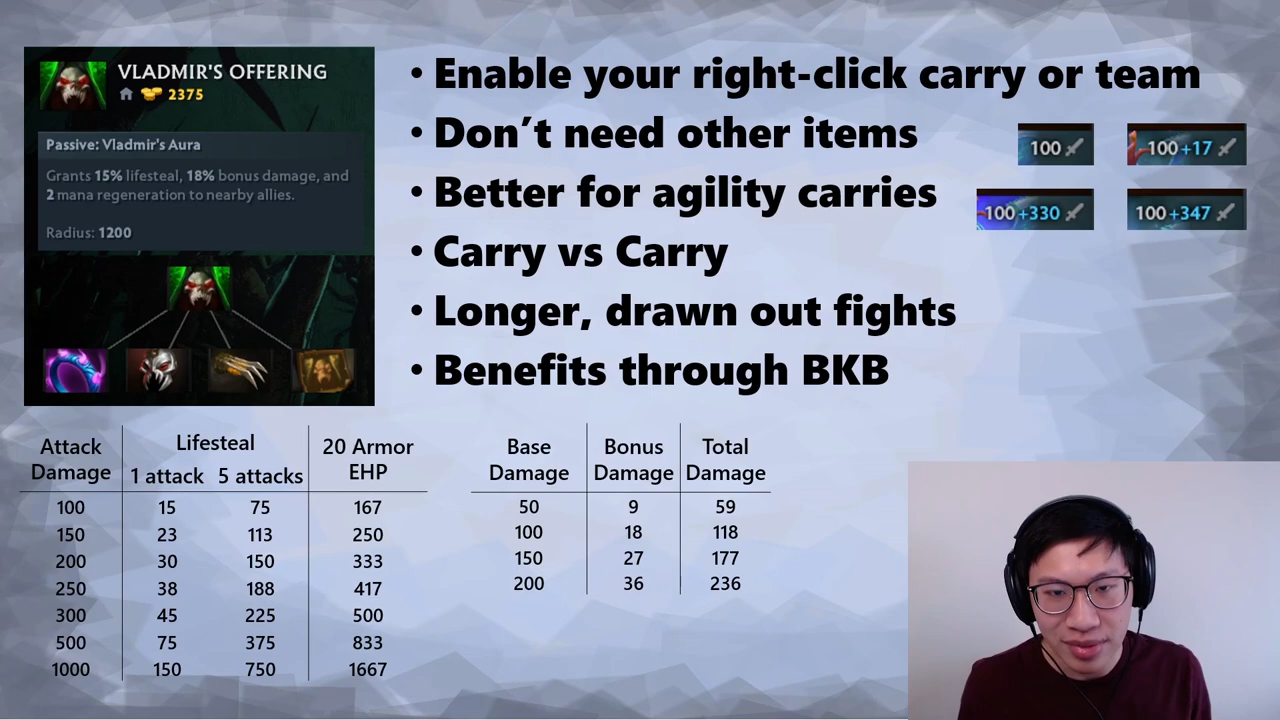 VLADMIR'S OFFERING
2375
Passive: Vladmir's Aura
Grants 15% lifesteal, 18% bonus damage, and
2 mana regeneration to nearby allies.
Radius: 1200
• Enable your right-click carry or team
• Don’t need other items
• Better for agility carries
• Carry vs Carry
• Longer, drawn out fights
• Benefits through BKB
100
100+17
100+330
100+347
Attack Damage Lifesteal 20 Armor EHP
1 attack 5 attacks
100 15 75 167
150 23 113 250
200 30 150 333
250 38 188 417
300 45 225 500
500 75 375 833
1000 150 750 1667
Base Damage Bonus Damage Total Damage
50 9 59
100 18 118
150 27 177
200 36 236